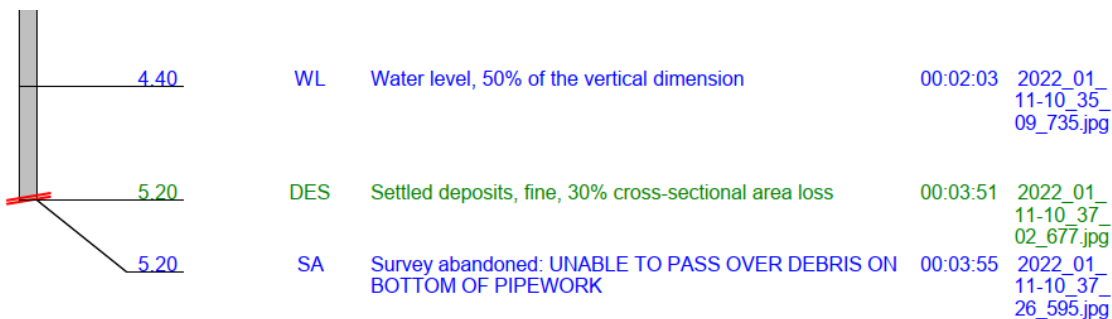 4.40 WL Water level, 50% of the vertical dimension 00:02:03 2022_01_
11-10_35_
09_735.jpg
5.20 DES Settled deposits, fine, 30% cross-sectional area loss 00:03:51 2022_01_
11-10_37_
02_677.jpg
5.20 SA Survey abandoned: UNABLE TO PASS OVER DEBRIS ON 00:03:55 2022_01_
BOTTOM OF PIPEWORK 11-10_37_
26_595.jpg